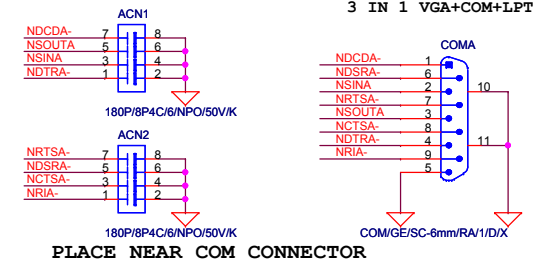 3 IN 1 VGA+COM+LPT
ACN1
NDCDA- 7 8
NSOUTA 5 6
NSINA 3 4
NDTRA- 1 2
180P/8P4C/6/NPO/50V/K
ACN2
NRTSA- 7 8
NDSRA- 5 6
NCTSA- 3 4
NRIA- 1 2
180P/8P4C/6/NPO/50V/K
COMA
NDCDA- 1
NDSRA- 6
NSINA 2 10
NRTSA- 7
NSOUTA 3
NCTSA- 8
NDTRA- 4 11
NRIA- 9
5
COM/GE/SC-6mm/RA/1/D/X
PLACE NEAR COM CONNECTOR